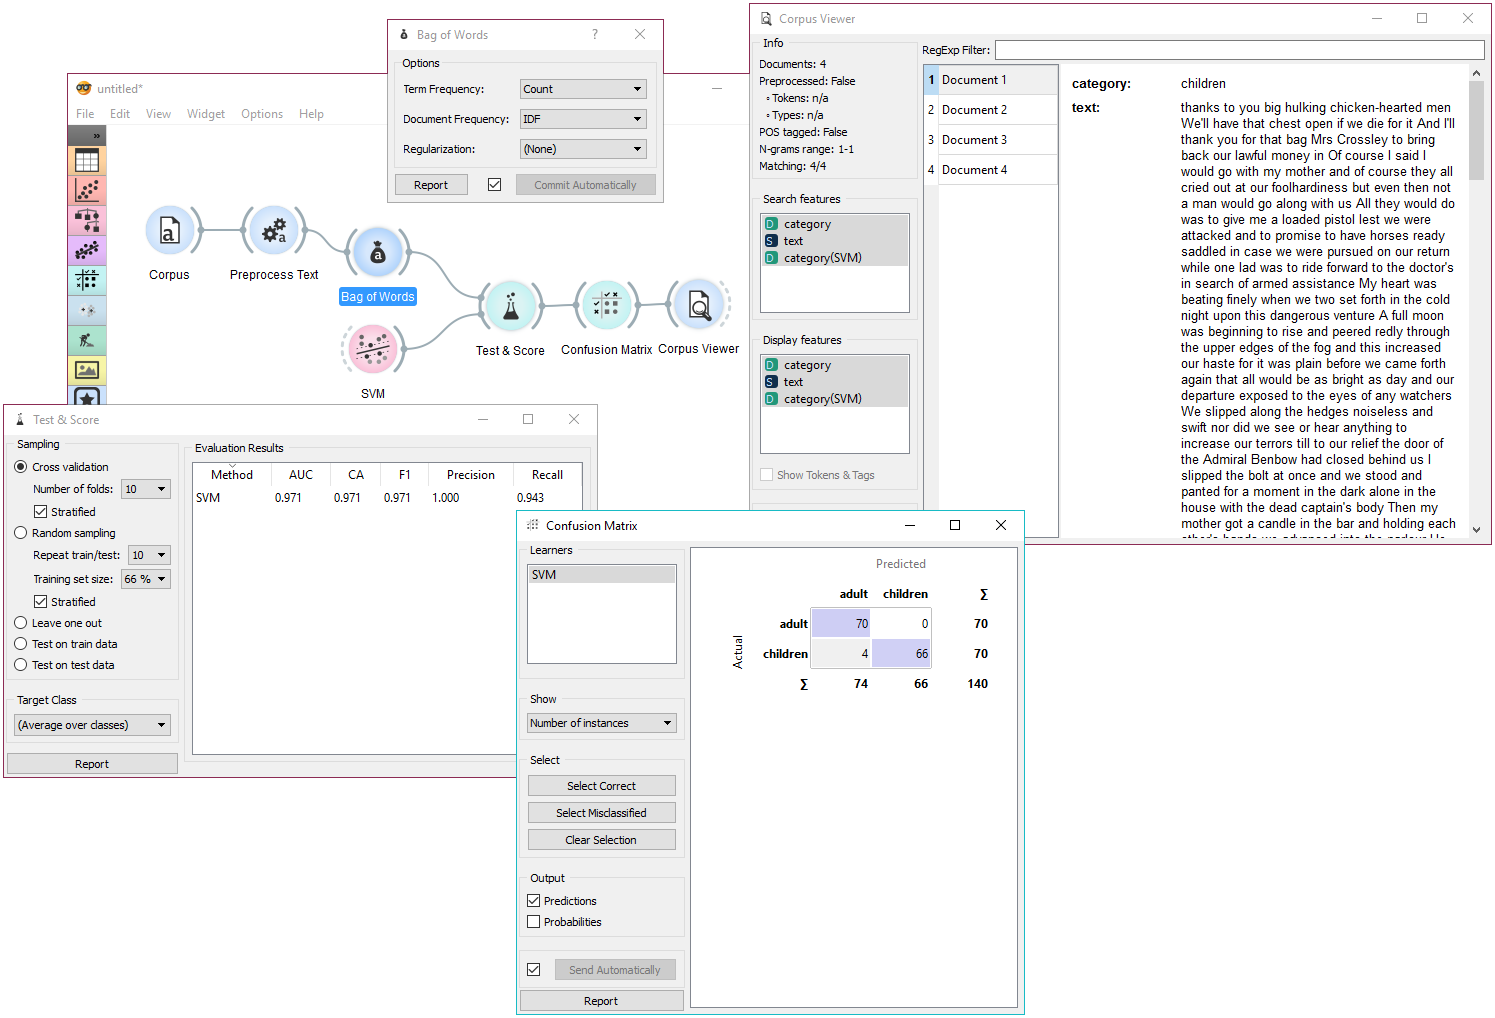 Bag of Words
?
Options
Term Frequency:
Count
Document Frequency:
IDF
Regularization:
(None)
Report
Commit Automatically
untitled*
File Edit View Widget Options Help
»
Corpus
Preprocess Text
Bag of Words
SVM
Test & Score
Confusion Matrix
Corpus Viewer
Corpus Viewer
Info
Documents: 4
Preprocessed: False
◦ Tokens: n/a
◦ Types: n/a
POS tagged: False
N-grams range: 1-1
Matching: 4/4
Search features
D category
S text
D category(SVM)
Display features
D category
S text
D category(SVM)
Show Tokens & Tags
RegExp Filter:
1 Document 1
2 Document 2
3 Document 3
4 Document 4
category: children
text: thanks to you big hulking chicken-hearted men
We'll have that chest open if we die for it And I'll
thank you for that bag Mrs Crossley to bring
back our lawful money in Of course I said I
would go with my mother and of course they all
cried out at our foolhardiness but even then not
a man would go along with us All they would do
was to give me a loaded pistol lest we were
attacked and to promise to have horses ready
saddled in case we were pursued on our return
while one lad was to ride forward to the doctor's
in search of armed assistance My heart was
beating finely when we two set forth in the cold
night upon this dangerous venture A full moon
was beginning to rise and peered redly through
the upper edges of the fog and this increased
our haste for it was plain before we came forth
again that all would be as bright as day and our
departure exposed to the eyes of any watchers
We slipped along the hedges noiseless and
swift nor did we see or hear anything to
increase our terrors till to our relief the door of
the Admiral Benbow had closed behind us I
slipped the bolt at once and we stood and
panted for a moment in the dark alone in the
house with the dead captain's body Then my
mother got a candle in the bar and holding each
Test & Score
Sampling
Cross validation
Number of folds: 10
Stratified
Random sampling
Repeat train/test: 10
Training set size: 66 %
Stratified
Leave one out
Test on train data
Test on test data
Target Class
(Average over classes)
Report
Evaluation Results
Method AUC CA F1 Precision Recall
SVM 0.971 0.971 0.971 1.000 0.943
Confusion Matrix
Learners
SVM
Show
Number of instances
Select
Select Correct
Select Misclassified
Clear Selection
Output
Predictions
Probabilities
Send Automatically
Report
Predicted
adult children Σ
Actual
adult 70 0 70
children 4 66 70
Σ 74 66 140